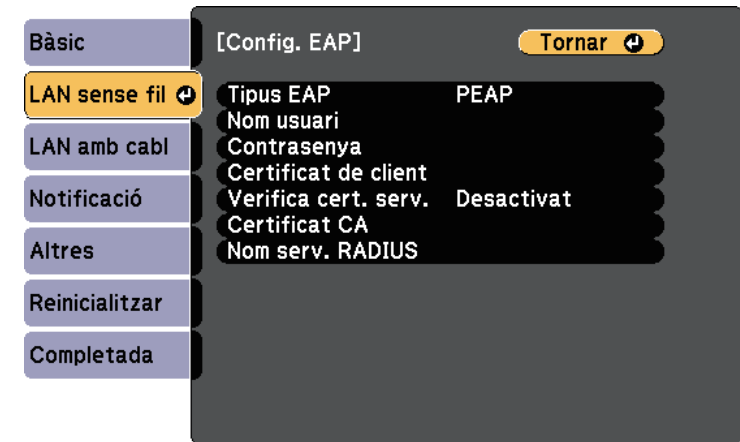 Bàsic
LAN sense fil
LAN amb cabl
Notificació
Altres
Reinicialitzar
Completada
[Config. EAP]
Tornar
Tipus EAP PEAP
Nom usuari
Contrasenya
Certificat de client
Verifica cert. serv. Desactivat
Certificat CA
Nom serv. RADIUS